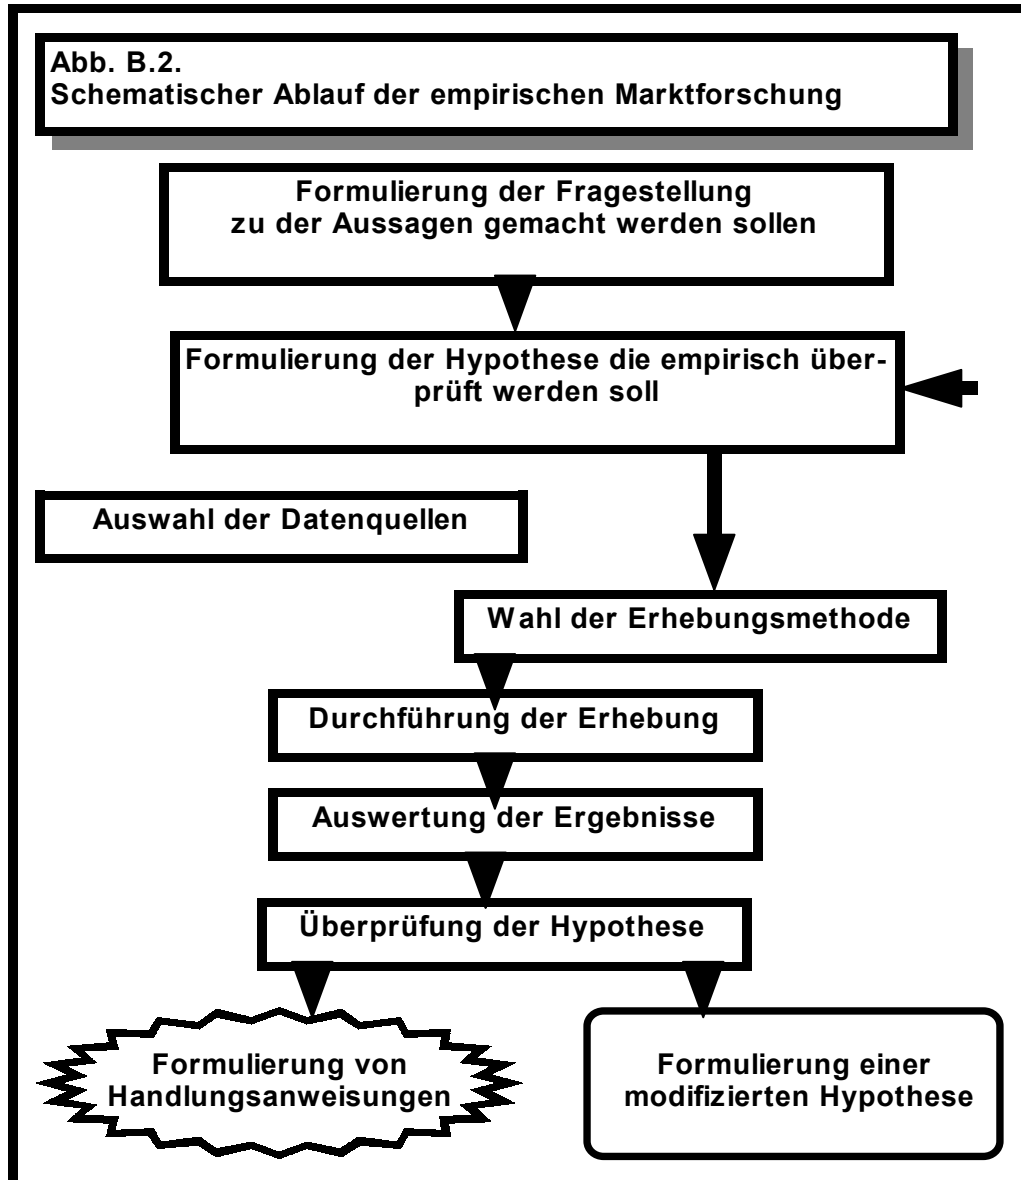 Abb. B.2.
Schematischer Ablauf der empirischen Marktforschung
Formulierung der Fragestellung
zu der Aussagen gemacht werden sollen
Formulierung der Hypothese die empirisch über-
prüft werden soll
Auswahl der Datenquellen
Wahl der Erhebungsmethode
Durchführung der Erhebung
Auswertung der Ergebnisse
Überprüfung der Hypothese
Formulierung von
Handlungsanweisungen
Formulierung einer
modifizierten Hypothese